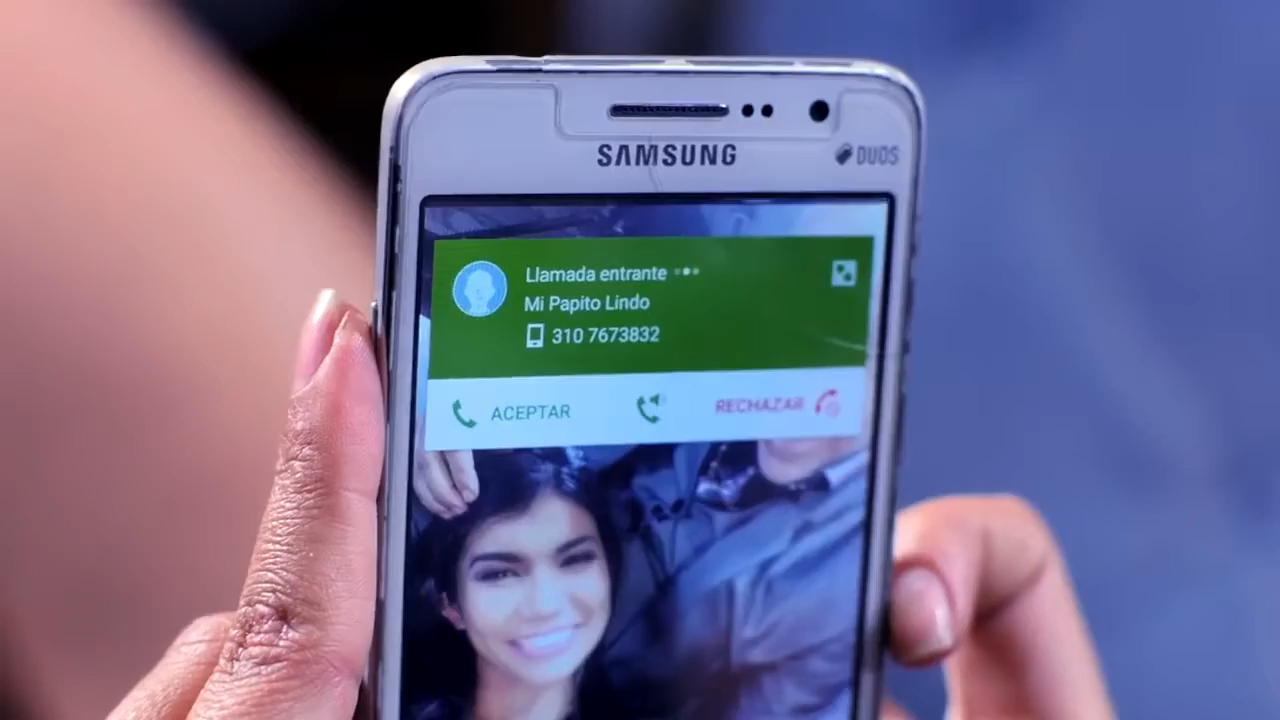 SAMSUNG
DUOS
Llamada entrante
Mi Papito Lindo
310 7673832
ACEPTAR
RECHAZAR